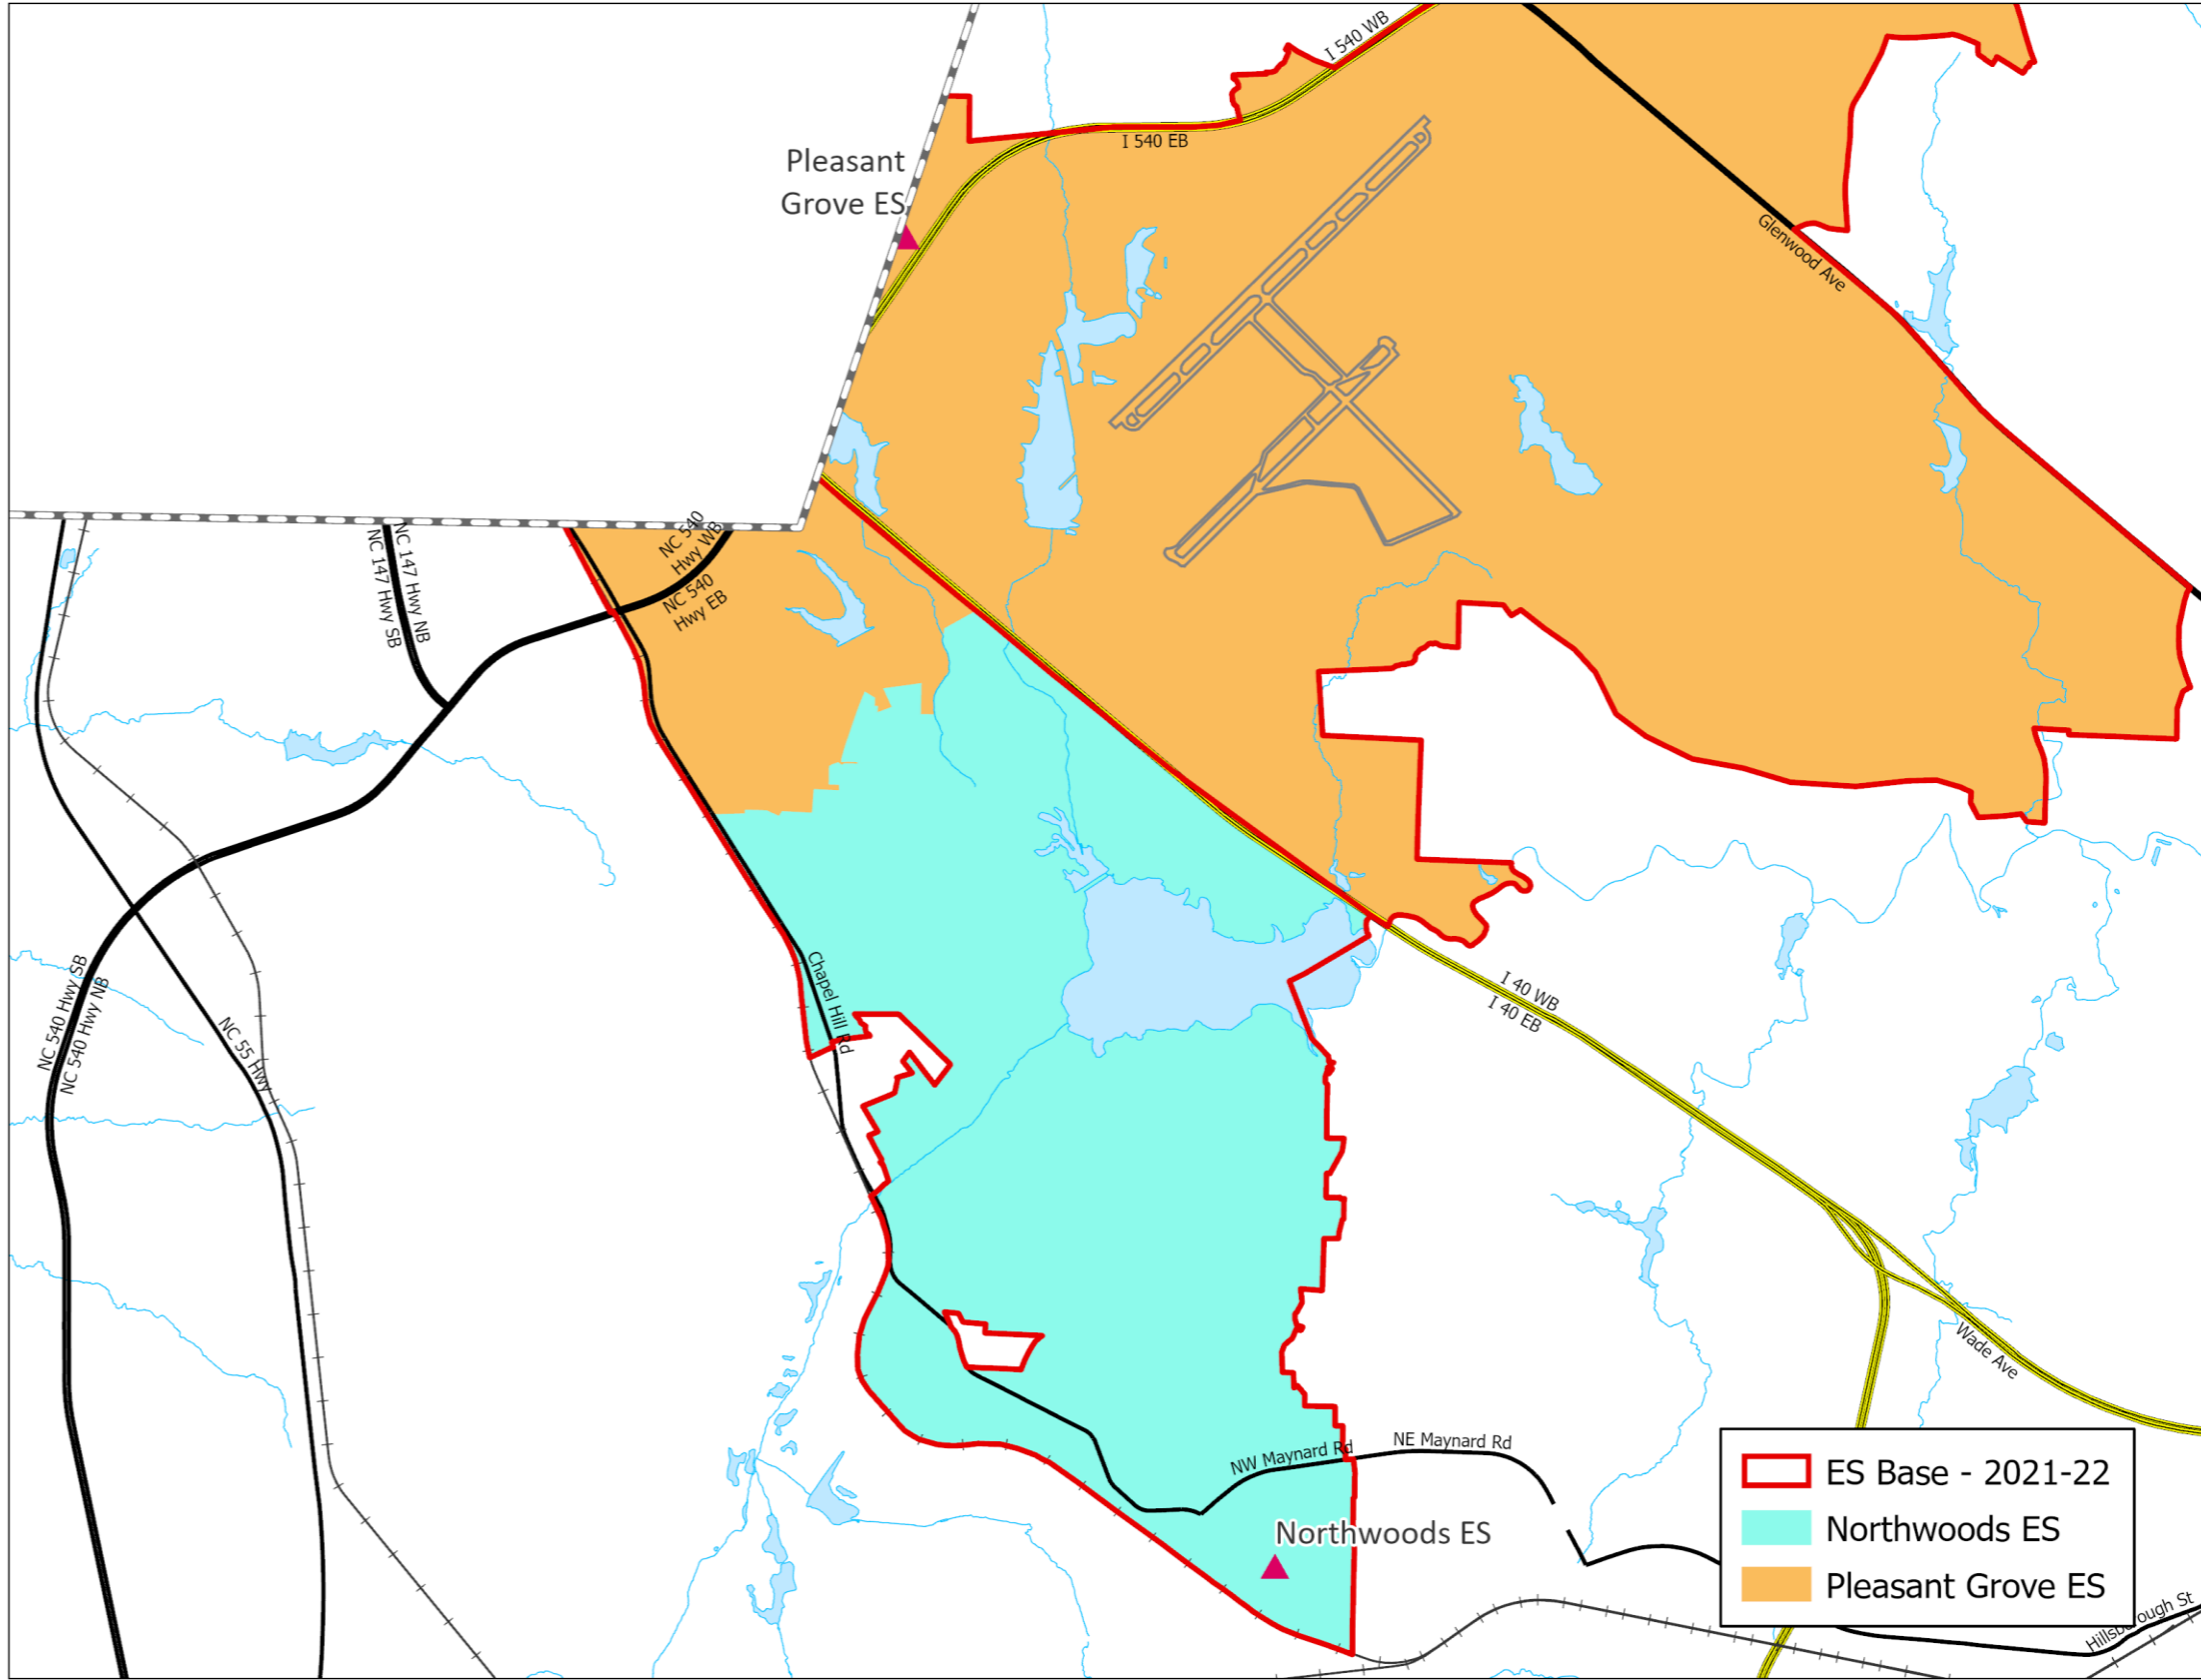 I 540 WB
I 540 EB
Pleasant
Grove ES
Glenwood Ave
NC 540
Hwy WB
NC 540
Hwy EB
NC 147 Hwy NB
NC 147 Hwy SB
Chapel Hill Rd
NC 540 Hwy SB
NC 540 Hwy NB
NC 55 Hwy
I 40 WB
I 40 EB
Wade Ave
NW Maynard Rd
NE Maynard Rd
Northwoods ES
ES Base - 2021-22
Northwoods ES
Pleasant Grove ES
Hillsborough St